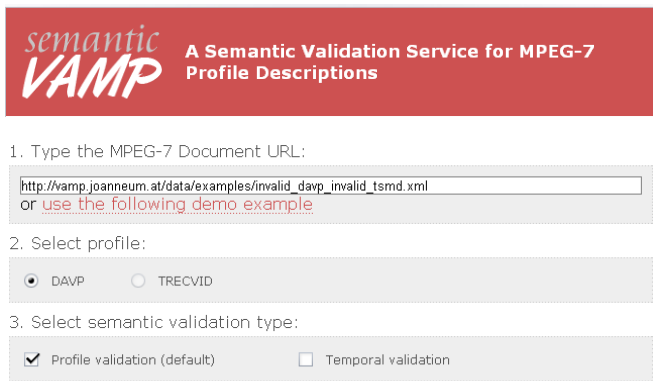 semantic
VAMP
A Semantic Validation Service for MPEG-7
Profile Descriptions
1. Type the MPEG-7 Document URL:
http://vamp.joanneum.at/data/examples/invalid_davp_invalid_tsmd.xml
or use the following demo example
2. Select profile:
DAVP TRECVID
3. Select semantic validation type:
Profile validation (default) Temporal validation